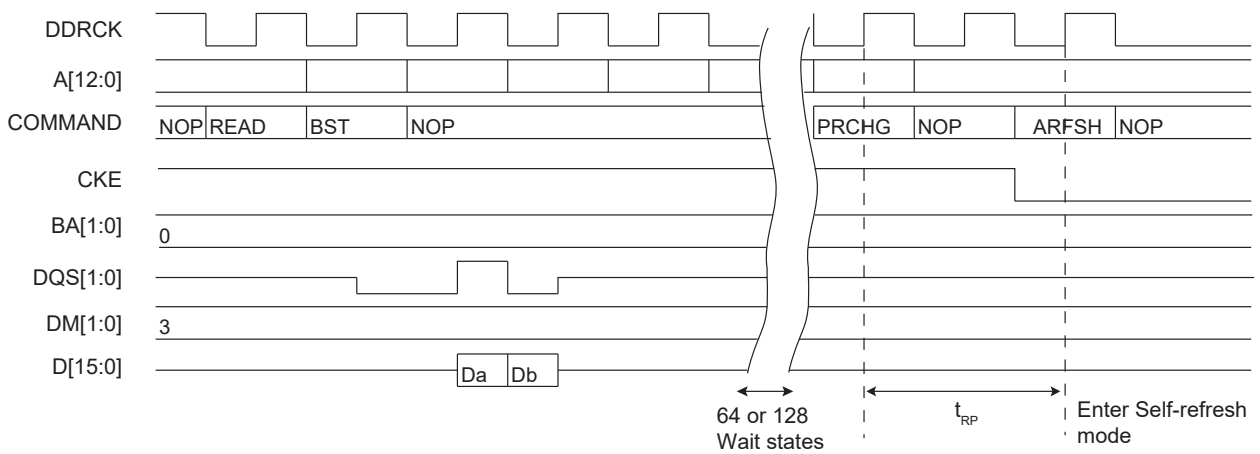 DDRCK
A[12:0]
COMMAND NOP READ BST NOP PRCHG NOP ARFSH NOP
CKE
BA[1:0] 0
DQS[1:0]
DM[1:0] 3
D[15:0] Da Db
64 or 128
Wait states
tRP
Enter Self-refresh
mode